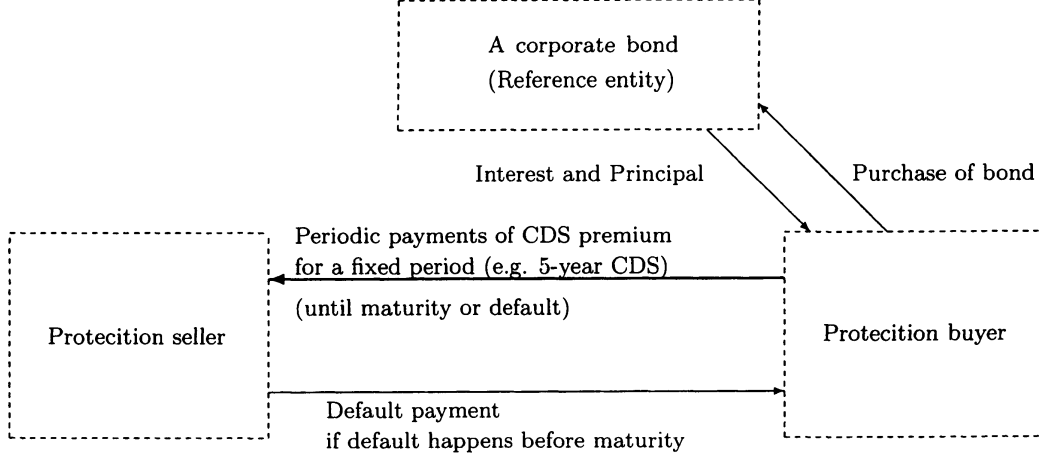 A corporate bond
(Reference entity)
Interest and Principal
Purchase of bond
Periodic payments of CDS premium
for a fixed period (e.g. 5-year CDS)
(until maturity or default)
Protecition seller
Protecition buyer
Default payment
if default happens before maturity